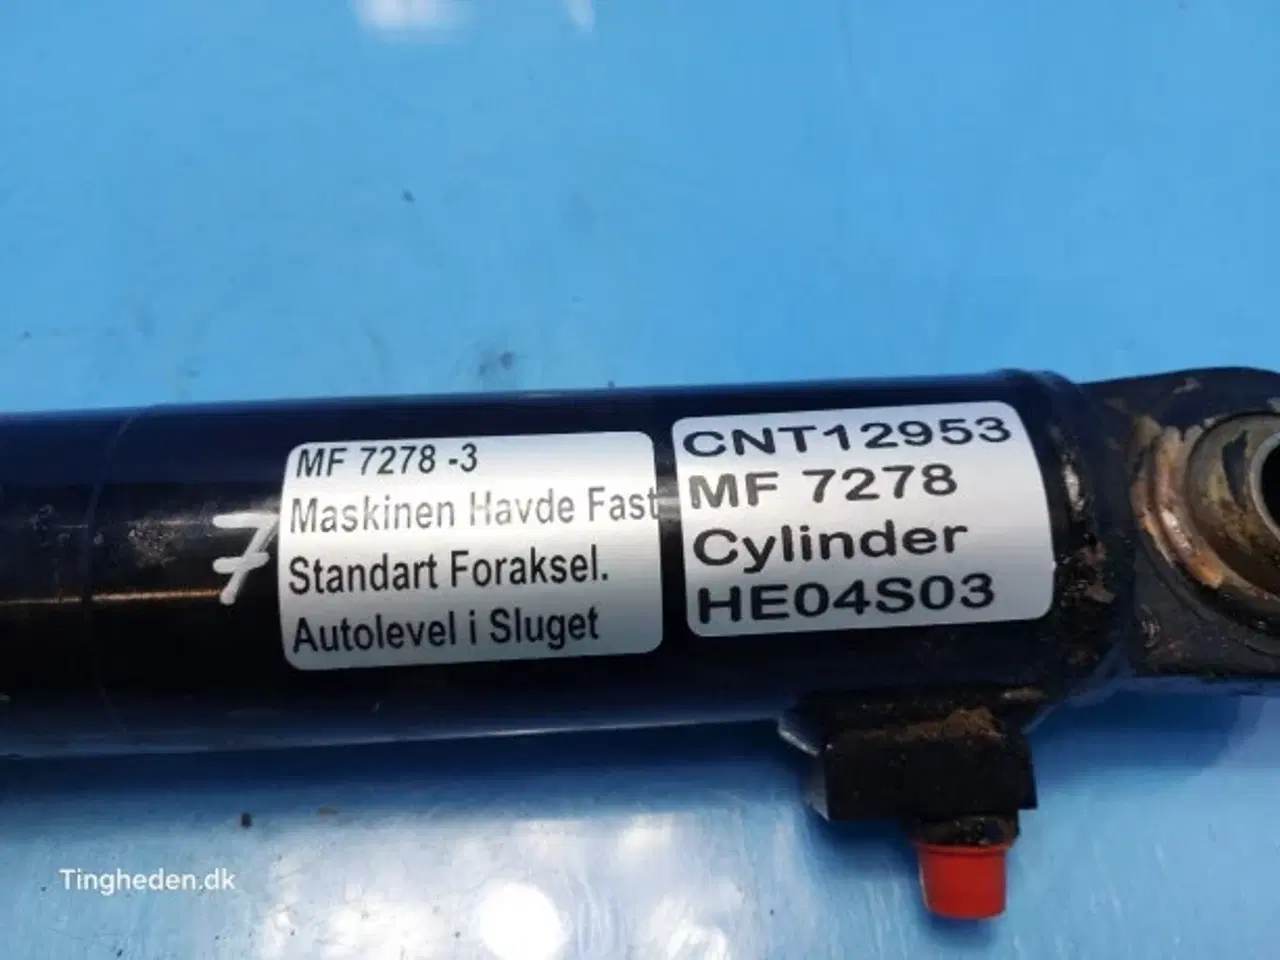 MF 7278 -3
Maskinen Havde Fast
Standart Foraksel.
Autolevel i Sluget
CNT12953
MF 7278
Cylinder
HE04S03
7
Tingheden.dk